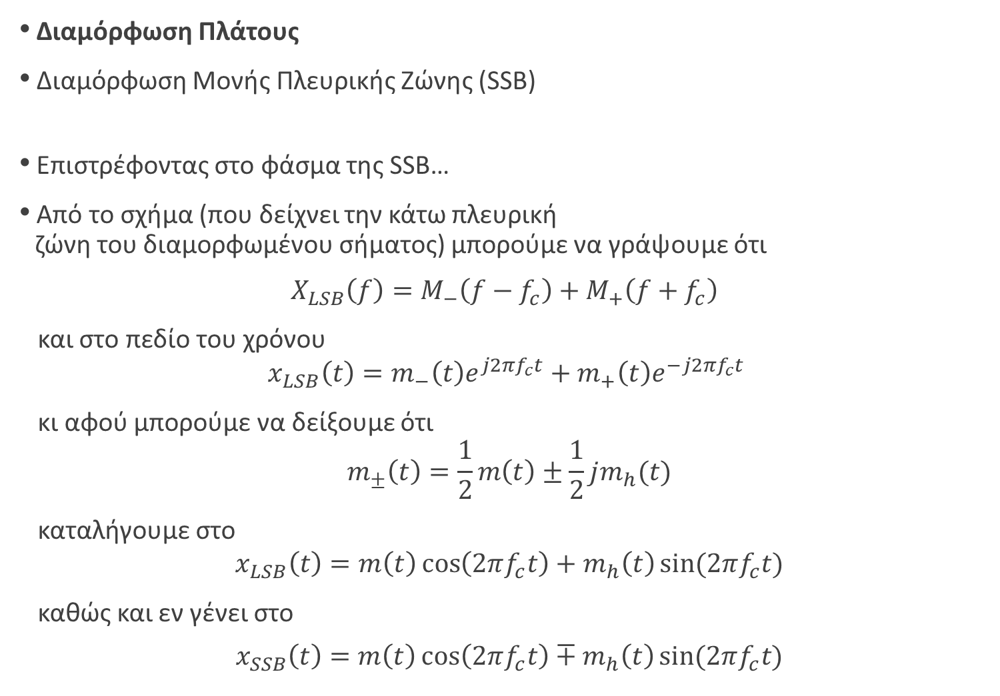 • Διαμόρφωση Πλάτους
• Διαμόρφωση Μονής Πλευρικής Ζώνης (SSB)
• Επιστρέφοντας στο φάσμα της SSB…
• Από το σχήμα (που δείχνει την κάτω πλευρική
ζώνη του διαμορφωμένου σήματος) μπορούμε να γράψουμε ότι
$X_{LSB}(f) = M_{-}(f - f_c) + M_{+}(f + f_c)$
και στο πεδίο του χρόνου
$x_{LSB}(t) = m_{-}(t)e^{j2\pi f_c t} + m_{+}(t)e^{-j2\pi f_c t}$
κι αφού μπορούμε να δείξουμε ότι
$m_{\pm}(t) = \frac{1}{2}m(t) \pm \frac{1}{2}jm_h(t)$
καταλήγουμε στο
$x_{LSB}(t) = m(t)\cos(2\pi f_c t) + m_h(t)\sin(2\pi f_c t)$
καθώς και εν γένει στο
$x_{SSB}(t) = m(t)\cos(2\pi f_c t) \mp m_h(t)\sin(2\pi f_c t)$